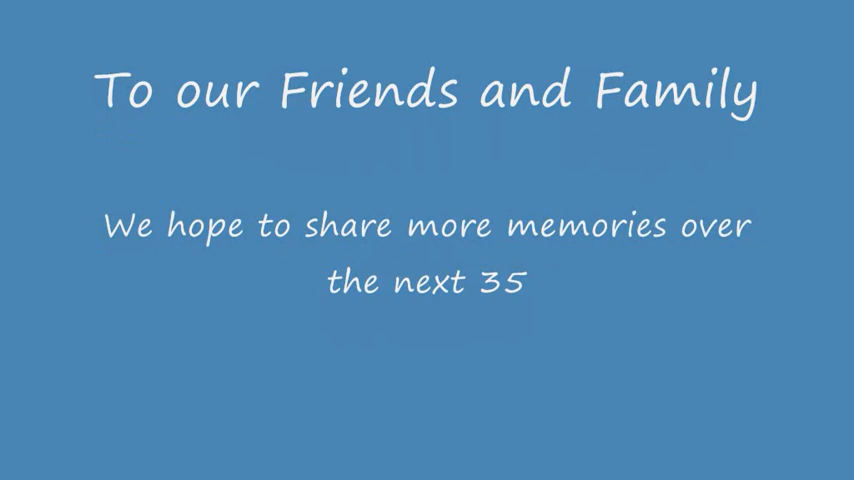 To our Friends and Family
We hope to share more memories over
the next 35